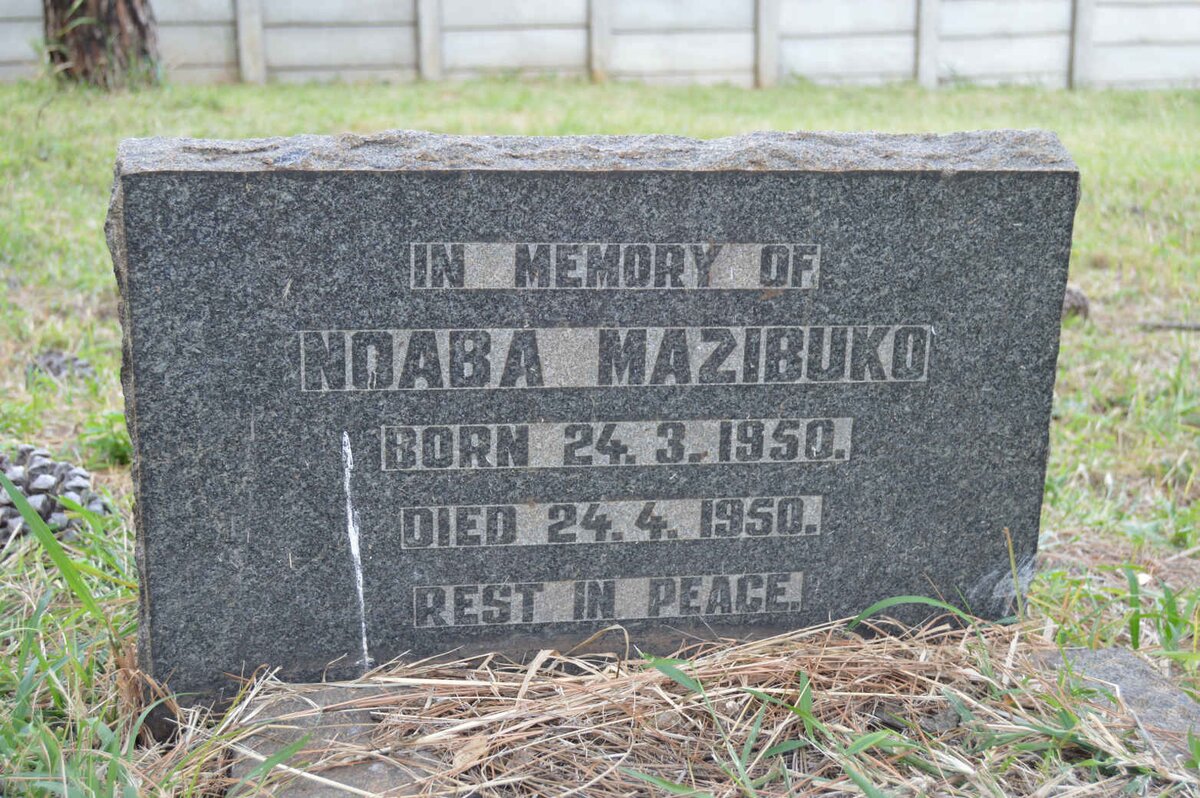 IN MEMORY OF
NOABA MAZIBUKO
BORN 24.3.1950.
DIED 24.4.1950.
REST IN PEACE.